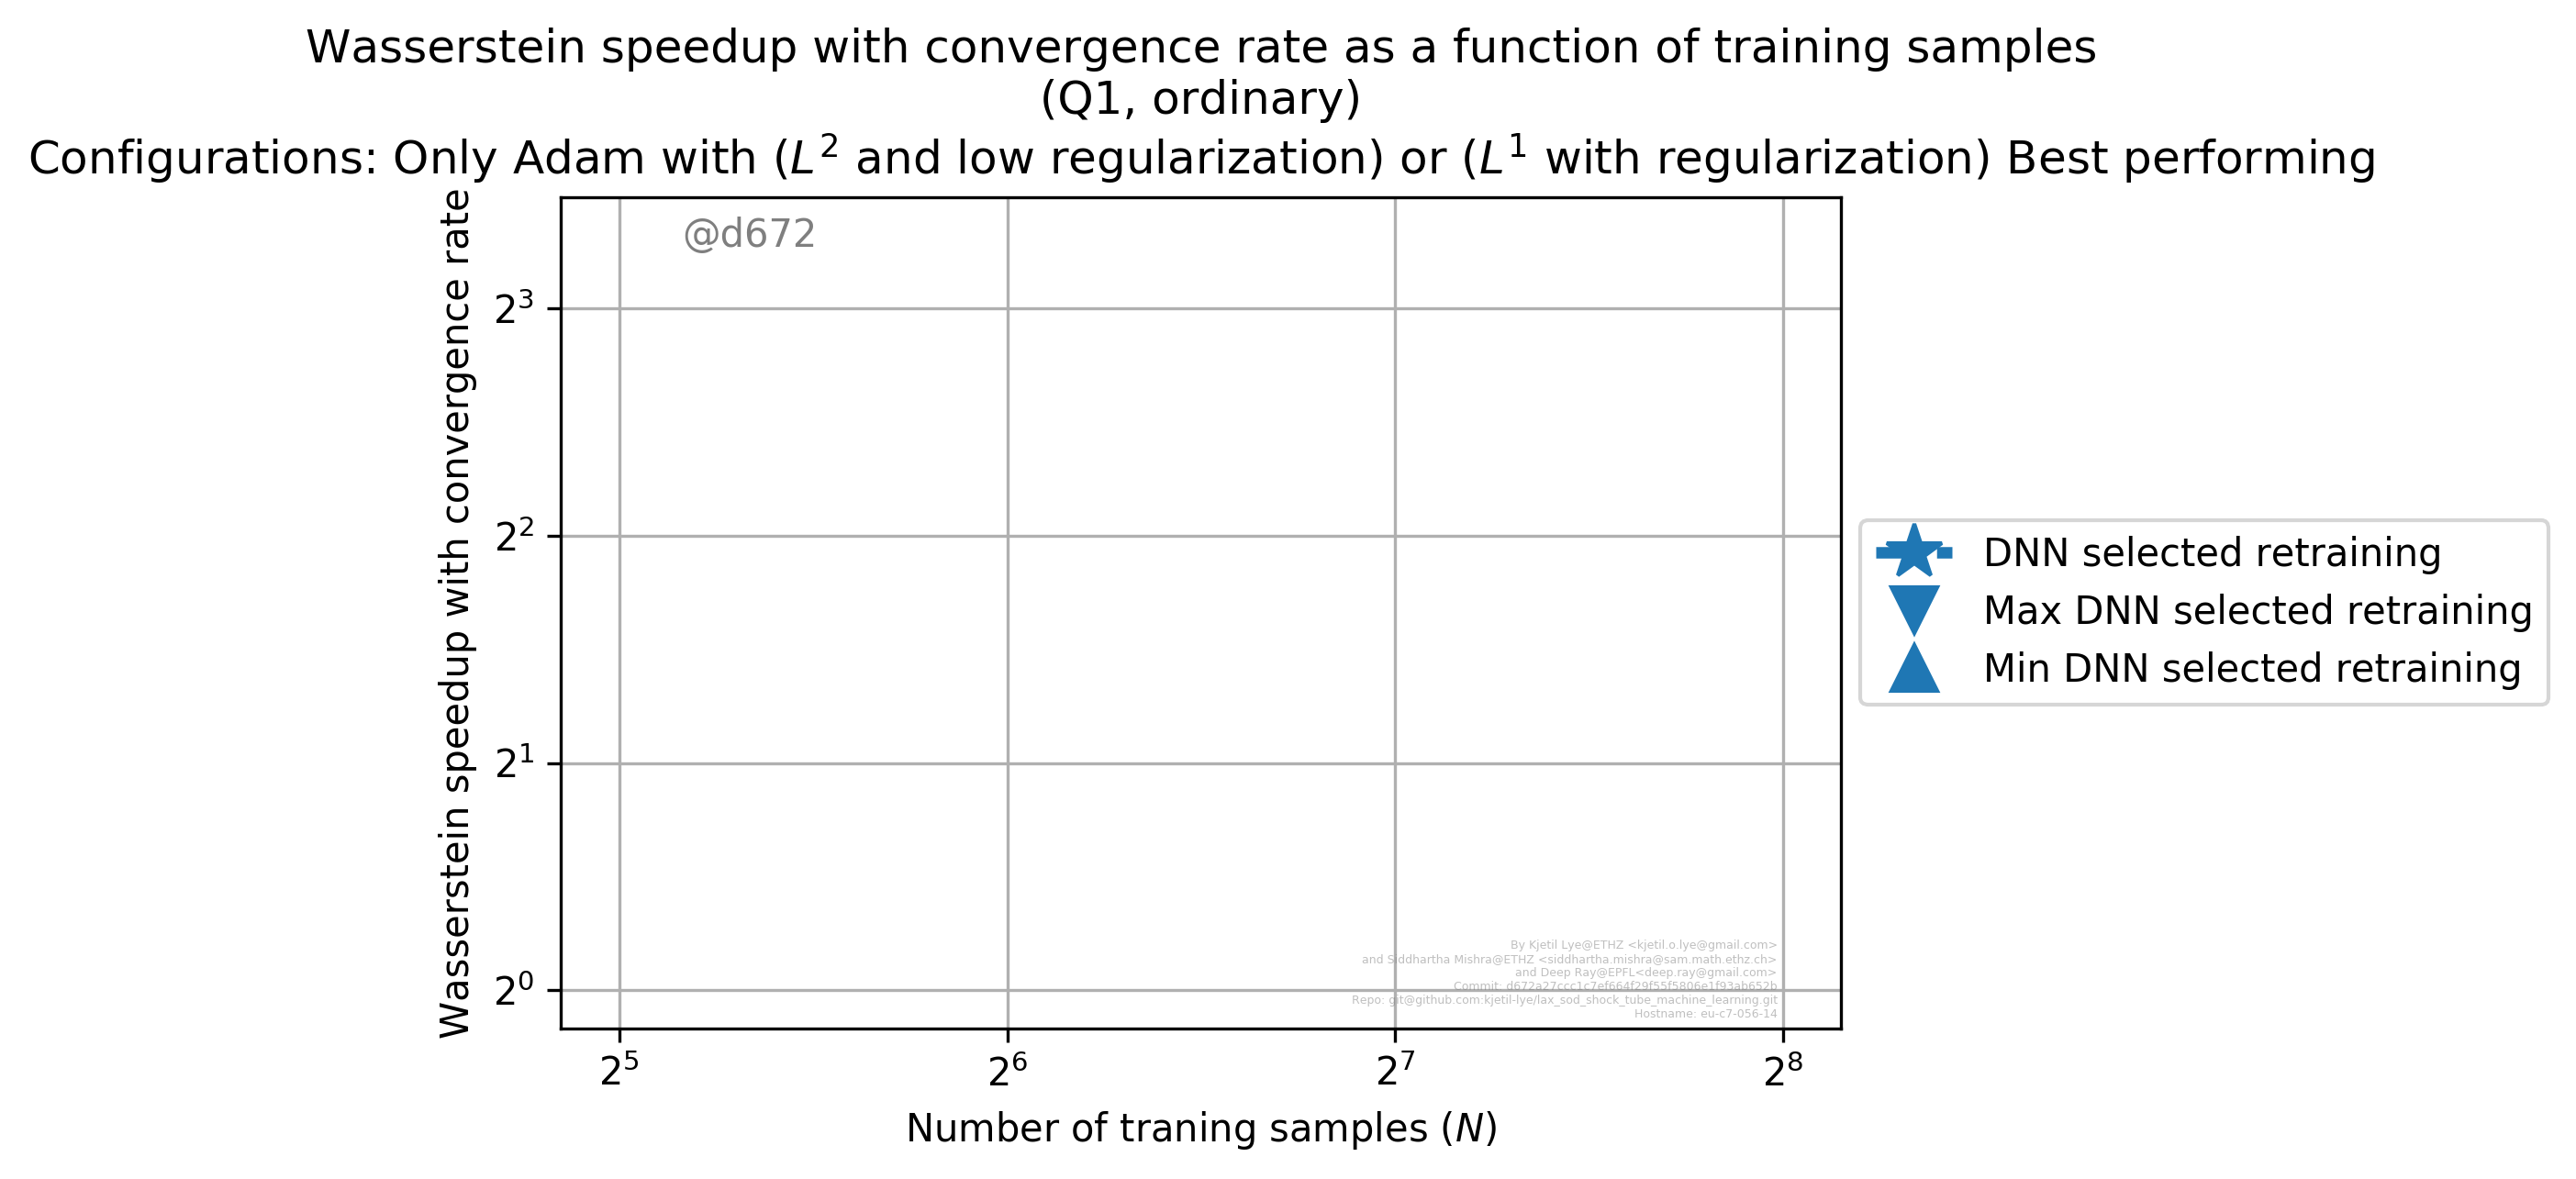 Wasserstein speedup with convergence rate as a function of training samples
(Q1, ordinary)
Configurations: Only Adam with (L² and low regularization) or (L¹ with regularization) Best performing
Wasserstein speedup with convergence rate
@d672
2³
2²
2¹
2⁰
DNN selected retraining
Max DNN selected retraining
Min DNN selected retraining
By Kjetil Lye@ETHZ <kjetil.o.lye@gmail.com>
and Siddhartha Mishra@ETHZ <siddhartha.mishra@sam.math.ethz.ch>
and Deep Ray@EPFL<deep.ray@gmail.com>
Commit: d672a27ccc1c7ef664f29f55f5806e1f93ab652b
Repo: git@github.com:kjetil-lye/lax_sod_shock_tube_machine_learning.git
Hostname: eu-c7-056-14
2⁵ 2⁶ 2⁷ 2⁸
Number of traning samples (N)